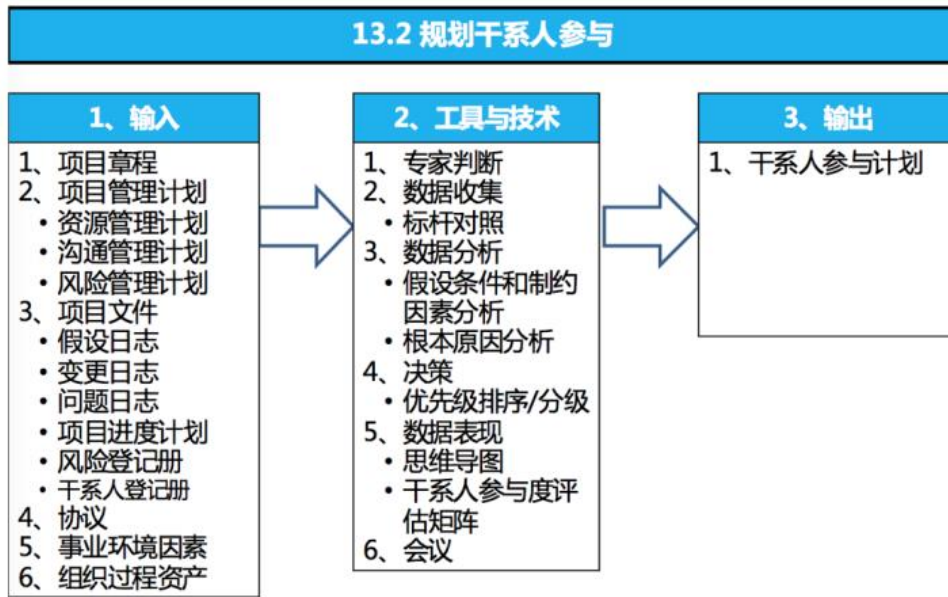 13.2 规划干系人参与
1、输入
1、项目章程
2、项目管理计划
•资源管理计划
•沟通管理计划
•风险管理计划
3、项目文件
•假设日志
•变更日志
•问题日志
•项目进度计划
•风险登记册
•干系人登记册
4、协议
5、事业环境因素
6、组织过程资产
2、工具与技术
1、专家判断
2、数据收集
•标杆对照
3、数据分析
•假设条件和制约
因素分析
•根本原因分析
4、决策
•优先级排序/分级
5、数据表现
•思维导图
•干系人参与度评
估矩阵
6、会议
3、输出
1、干系人参与计划